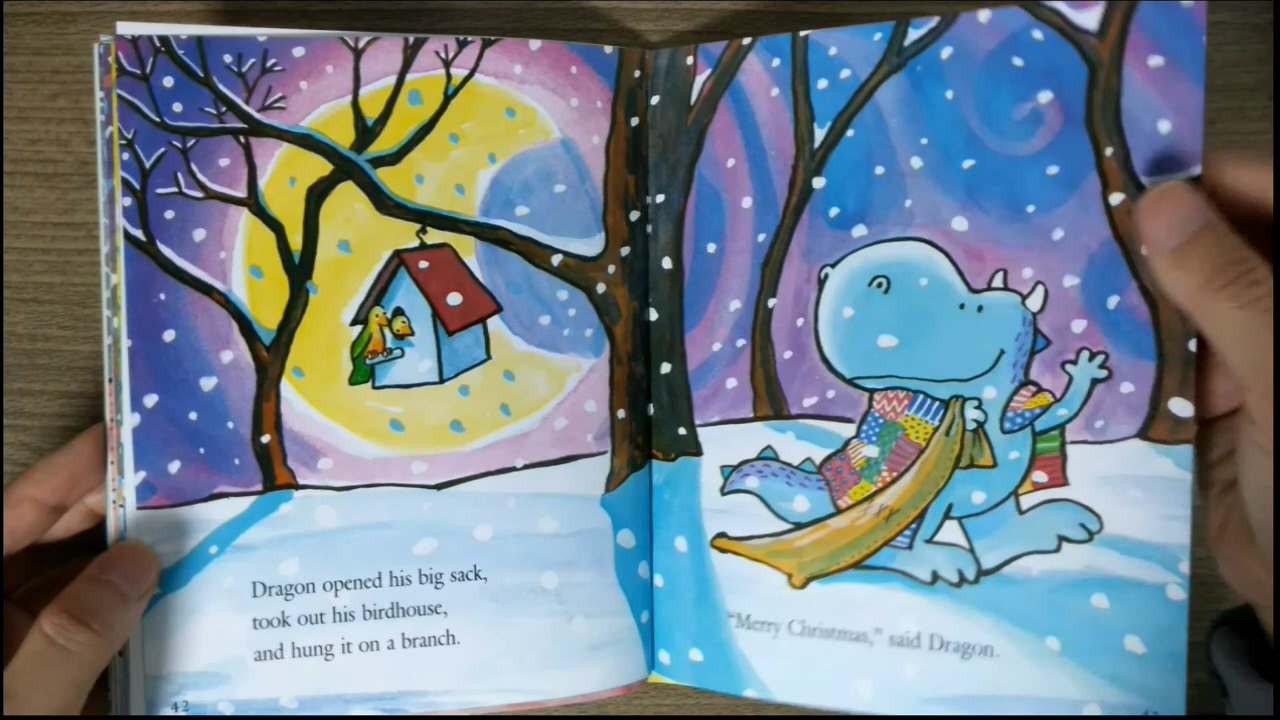 Dragon opened his big sack,
took out his birdhouse,
and hung it on a branch.
42
"Merry Christmas," said Dragon.